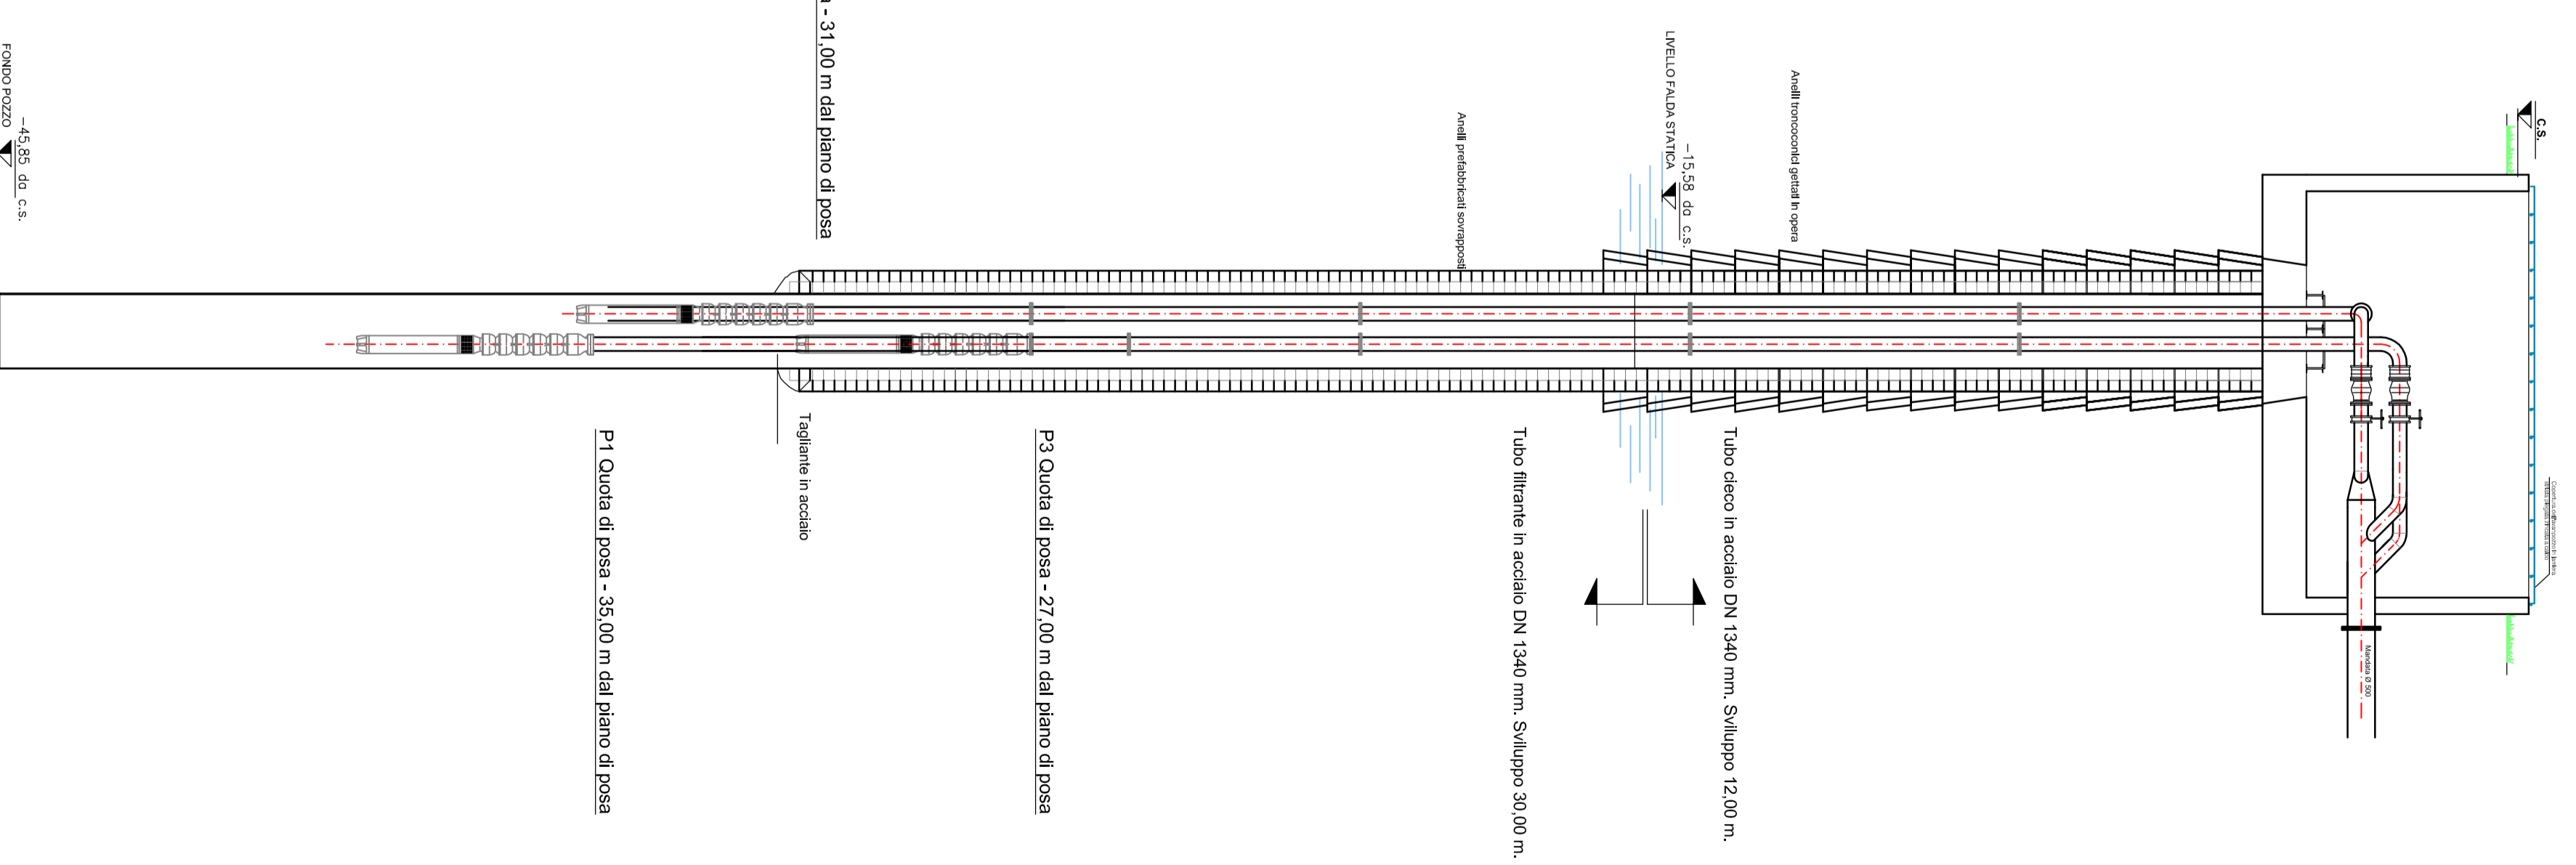 C.S.
Anelli troncoconici gettati in opera
-15,58 da c.s.
LIVELLO FALDA STATICA
Anelli prefabbricati sovrapposti
Mandata Ø 500
Tubo cieco in acciaio DN 1340 mm. Sviluppo 12,00 m.
Tubo filtrante in acciaio DN 1340 mm. Sviluppo 30,00 m.
P3 Quota di posa - 27,00 m dal piano di posa
- 31,00 m dal piano di posa
Tagliante in acciaio
P1 Quota di posa - 35,00 m dal piano di posa
-45,85 da c.s.
FONDO POZZO